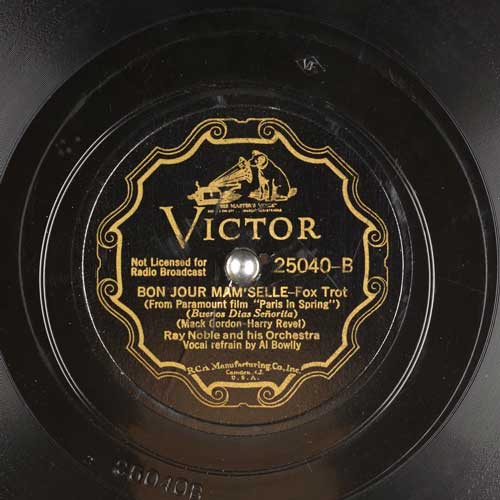 VE
"HIS MASTER'S VOICE"
VICTOR
Not Licensed for
Radio Broadcast
25040-B
BON JOUR MAM'SELLE-Fox Trot
(From Paramount film "Paris in Spring")
(Buenos Dias Señorita)
(Mack Gordon-Harry Revel)
Ray Noble and his Orchestra
Vocal refrain by Al Bowlly
RCA Manufacturing Co., Inc.
Camden, N.J.
U.S.A.
25040B